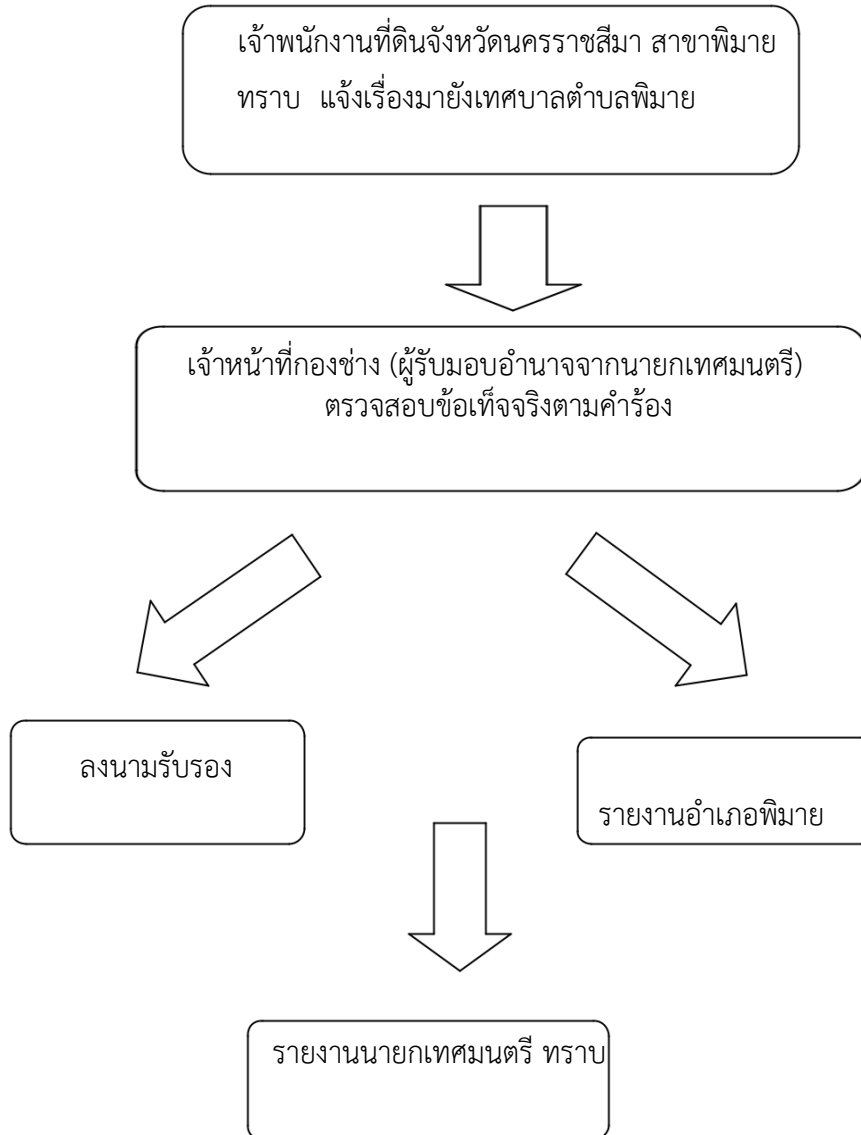 เจ้าพนักงานที่ดินจังหวัดนครราชสีมา สาขาพิมาย
ทราบ แจ้งเรื่องมายังเทศบาลตำบลพิมาย
เจ้าหน้าที่กองช่าง (ผู้รับมอบอำนาจจากนายกเทศมนตรี)
ตรวจสอบข้อเท็จจริงตามคำร้อง
ลงนามรับรอง
รายงานอำเภอพิมาย
รายงานนายกเทศมนตรี ทราบ